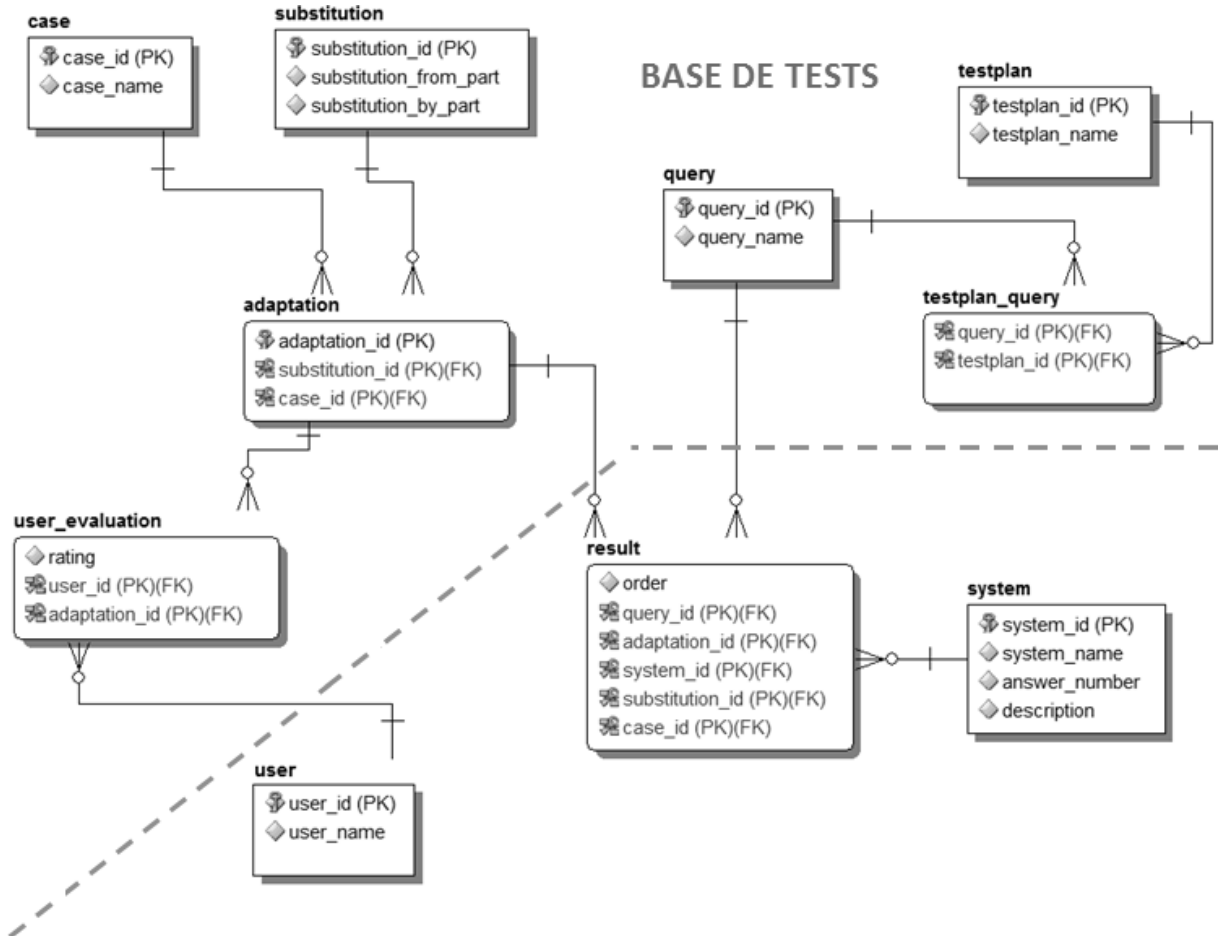 case
case_id (PK)
case_name
substitution
substitution_id (PK)
substitution_from_part
substitution_by_part
BASE DE TESTS
testplan
testplan_id (PK)
testplan_name
query
query_id (PK)
query_name
testplan_query
query_id (PK)(FK)
testplan_id (PK)(FK)
adaptation
adaptation_id (PK)
substitution_id (PK)(FK)
case_id (PK)(FK)
user_evaluation
rating
user_id (PK)(FK)
adaptation_id (PK)(FK)
result
order
query_id (PK)(FK)
adaptation_id (PK)(FK)
system_id (PK)(FK)
substitution_id (PK)(FK)
case_id (PK)(FK)
system
system_id (PK)
system_name
answer_number
description
user
user_id (PK)
user_name